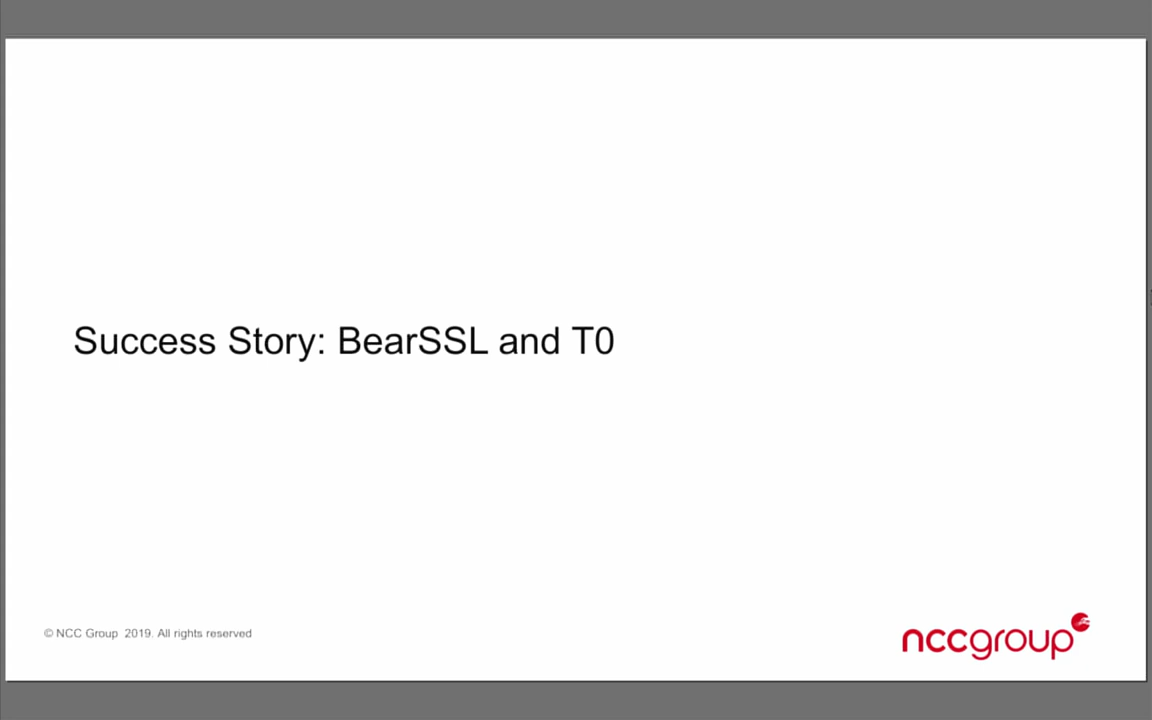 Success Story: BearSSL and T0
© NCC Group 2019. All rights reserved
nccgroup